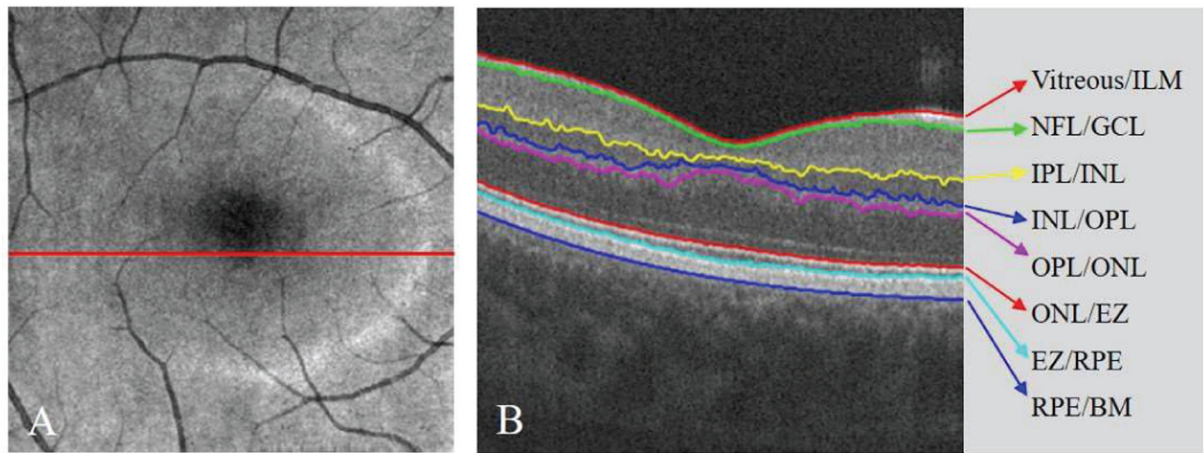 A
B
Vitreous/ILM
NFL/GCL
IPL/INL
INL/OPL
OPL/ONL
ONL/EZ
EZ/RPE
RPE/BM